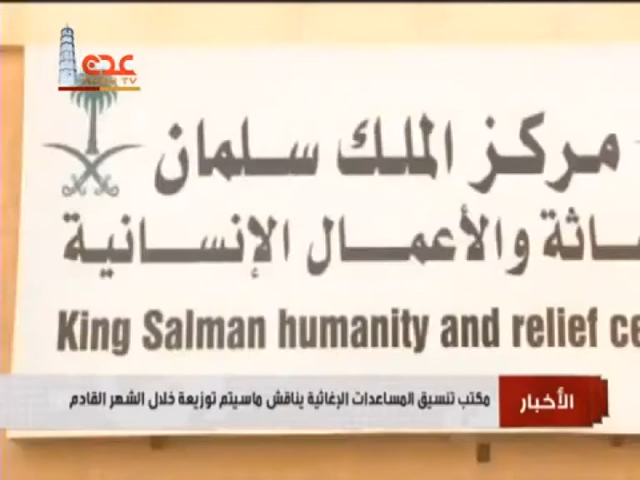 عدن
مركز الملك سلمان
ـاثة والأعمال الإنسانية
King Salman humanity and relief ce
الأخبار
مكتب تنسيق المساعدات الإغاثية يناقش ماسيتم توزيعة خلال الشهر القادم